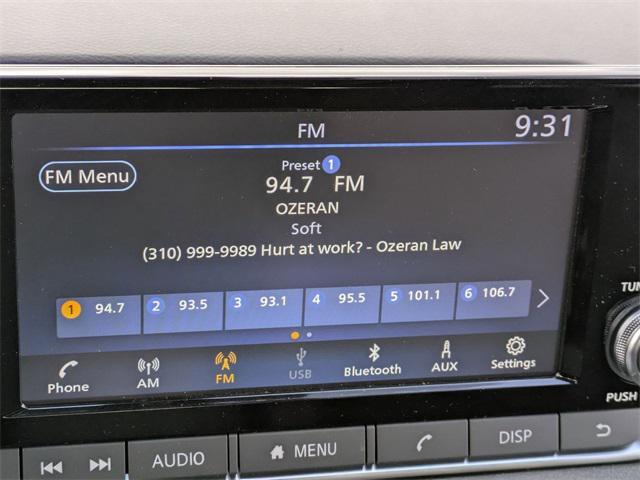 FM 9:31
FM Menu
Preset 1
94.7 FM
OZERAN
Soft
(310) 999-9989 Hurt at work? - Ozeran Law
1 94.7 2 93.5 3 93.1 4 95.5 5 101.1 6 106.7
Phone AM FM USB Bluetooth AUX Settings
TUN
PUSH
AUDIO MENU DISP